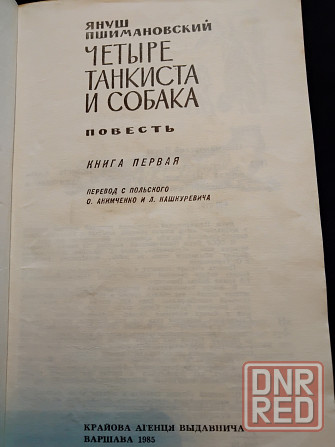 ЯНУШ
ПШИМАНОВСКИЙ
ЧЕТЫРЕ
ТАНКИСТА
И СОБАКА
ПОВЕСТЬ
КНИГА ПЕРВАЯ
ПЕРЕВОД С ПОЛЬСКОГО
О. АКИМЧЕНКО И Л. КАШКУРЕВИЧА
КРАЙОВА АГЕНЦЯ ВЫДАВНИЧА
ВАРШАВА 1985
DNR
RED